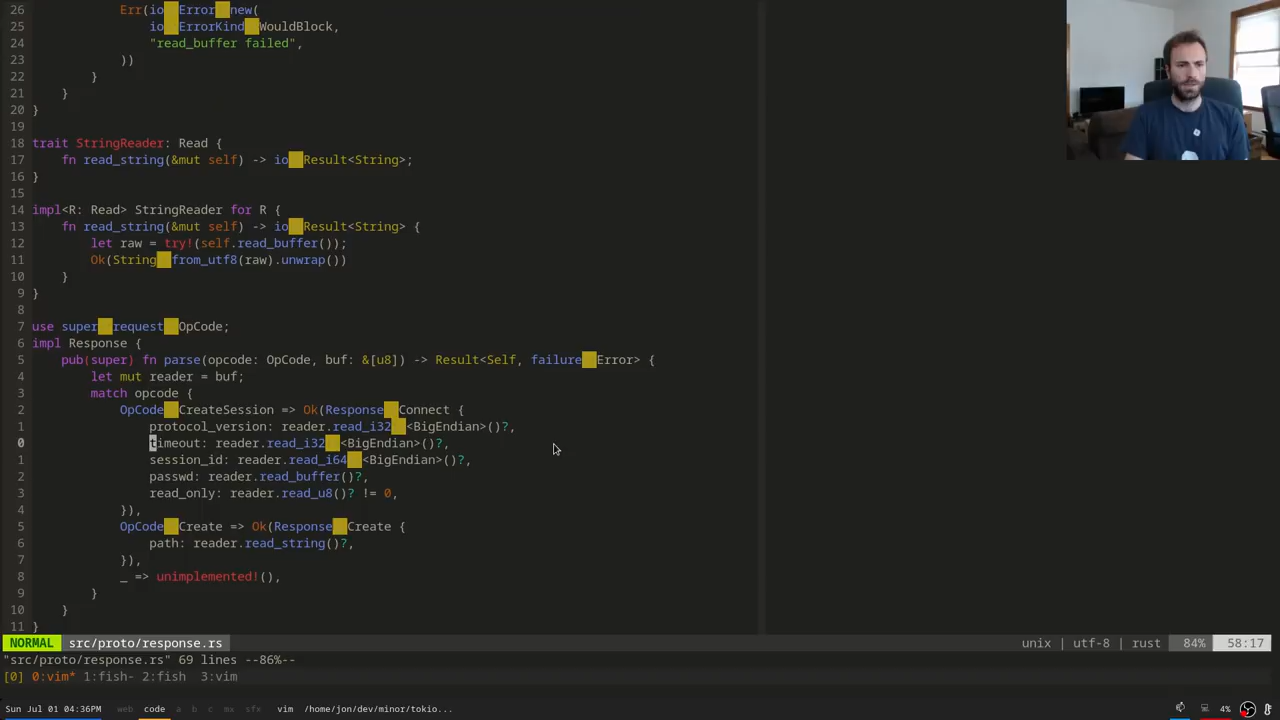 26             Err(io::Error::new(
25                 io::ErrorKind::WouldBlock,
24                 "read_buffer failed",
23             ))
22         }
21     }
20 }
19
18 trait StringReader: Read {
17     fn read_string(&mut self) -> io::Result<String>;
16 }
15
14 impl<R: Read> StringReader for R {
13     fn read_string(&mut self) -> io::Result<String> {
12         let raw = try!(self.read_buffer());
11         Ok(String::from_utf8(raw).unwrap())
10     }
9 }
8
7 use super::request::OpCode;
6 impl Response {
5     pub(super) fn parse(opcode: OpCode, buf: &[u8]) -> Result<Self, failure::Error> {
4         let mut reader = buf;
3         match opcode {
2             OpCode::CreateSession => Ok(Response::Connect {
1                 protocol_version: reader.read_i32::<BigEndian>()?,
0                 timeout: reader.read_i32::<BigEndian>()?,
1                 session_id: reader.read_i64::<BigEndian>()?,
2                 passwd: reader.read_buffer()?,
3                 read_only: reader.read_u8()? != 0,
4             }),
5             OpCode::Create => Ok(Response::Create {
6                 path: reader.read_string()?,
7             }),
8             _ => unimplemented!(),
9         }
10     }
11 }
NORMAL src/proto/response.rs unix | utf-8 | rust 84% 58:17
"src/proto/response.rs" 69 lines --86%--
[0] 0:vim* 1:fish- 2:fish 3:vim
Sun Jul 01 04:36PM web code a b c mx sfx vim /home/jon/dev/minor/tokio... 4%